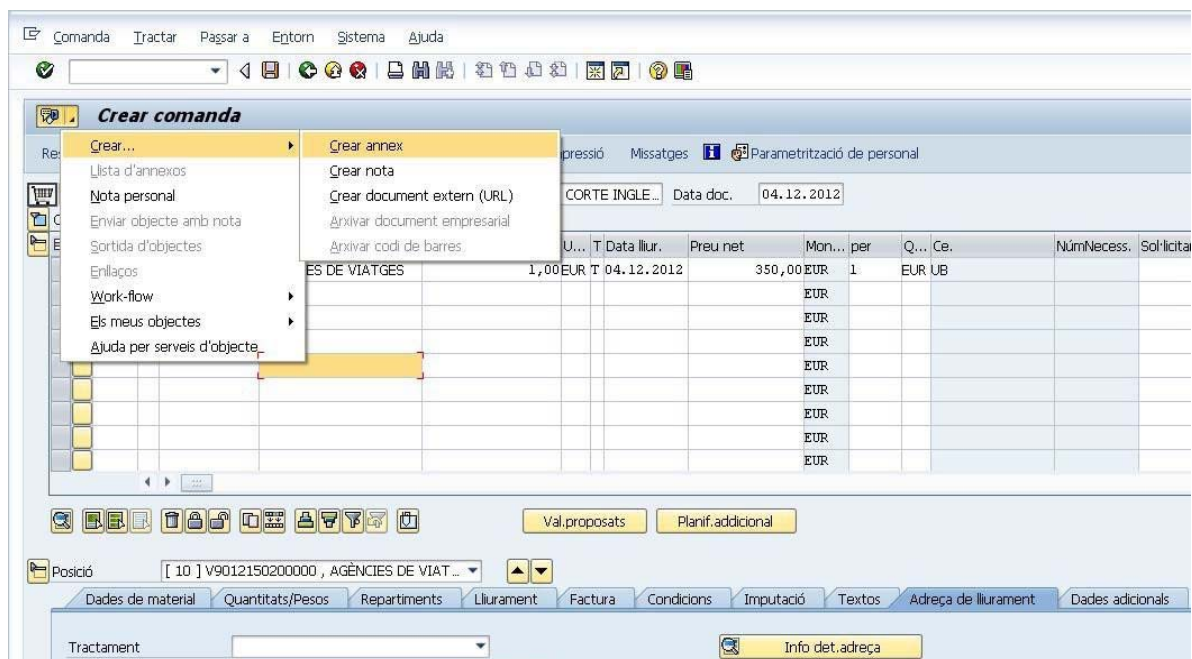 Comanda Tractar Passar a Entorn Sistema Ajuda
Crear comanda
Re
Crear...
Llista d'annexos
Nota personal
Enviar objecte amb nota
Sortida d'objectes
Enllaços
Work-flow
Els meus objectes
Ajuda per serveis d'objecte
Crear annex
Crear nota
Crear document extern (URL)
Arxivar document empresarial
Arxivar codi de barres
pressió Missatges Parametrització de personal
CORTE INGLE... Data doc. 04.12.2012
U... T Data lliur. Preu net Mon... per Q... Ce. NúmNecess. Sol·licitan
ES DE VIATGES 1,00 EUR T 04.12.2012 350,00 EUR 1 EUR UB
EUR
EUR
EUR
EUR
EUR
EUR
EUR
EUR
Val.proposats Planif.addicional
Posició [ 10 ] V9012150200000 , AGÈNCIES DE VIAT...
Dades de material Quantitats/Pesos Repartiments Lliurament Factura Condicions Imputació Textos Adreça de lliurament Dades adicionals
Tractament Info det.adreça